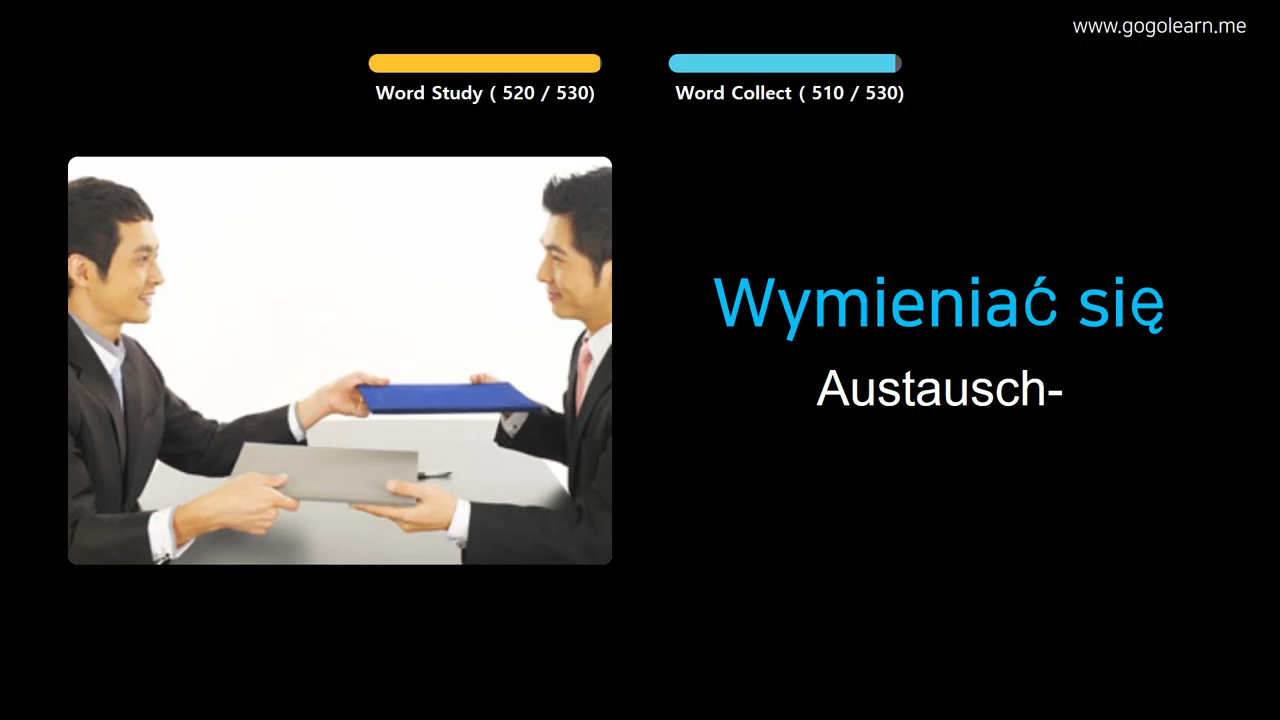 www.gogolearn.me
Word Study ( 520 / 530)
Word Collect ( 510 / 530)
Wymieniać się
Austausch-